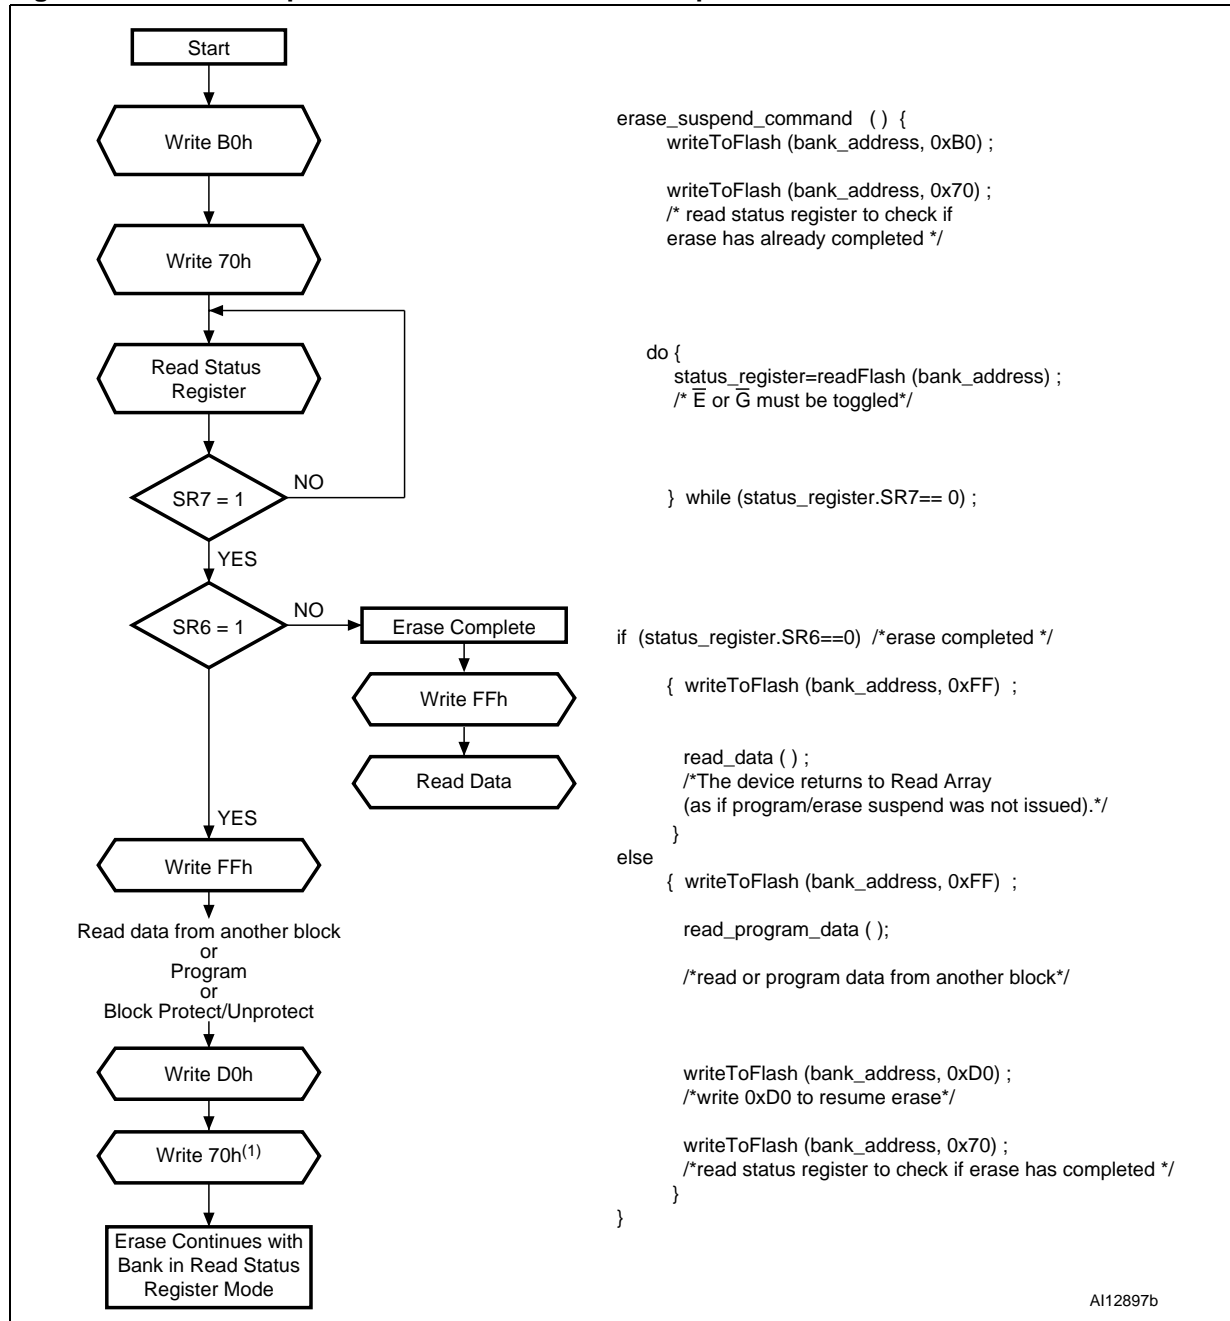 Start
Write B0h
Write 70h
Read Status
Register
SR7 = 1
NO
YES
SR6 = 1
NO
Erase Complete
Write FFh
Read Data
YES
Write FFh
Read data from another block
or
Program
or
Block Protect/Unprotect
Write D0h
Write 70h(1)
Erase Continues with
Bank in Read Status
Register Mode
erase_suspend_command ( ) {
writeToFlash (bank_address, 0xB0) ;
writeToFlash (bank_address, 0x70) ;
/* read status register to check if
erase has already completed */
do {
status_register=readFlash (bank_address) ;
/* E̅ or G̅ must be toggled*/
} while (status_register.SR7== 0) ;
if (status_register.SR6==0) /*erase completed */
{ writeToFlash (bank_address, 0xFF) ;
read_data ( ) ;
/*The device returns to Read Array
(as if program/erase suspend was not issued).*/
}
else
{ writeToFlash (bank_address, 0xFF) ;
read_program_data ( );
/*read or program data from another block*/
writeToFlash (bank_address, 0xD0) ;
/*write 0xD0 to resume erase*/
writeToFlash (bank_address, 0x70) ;
/*read status register to check if erase has completed */
}
}
AI12897b